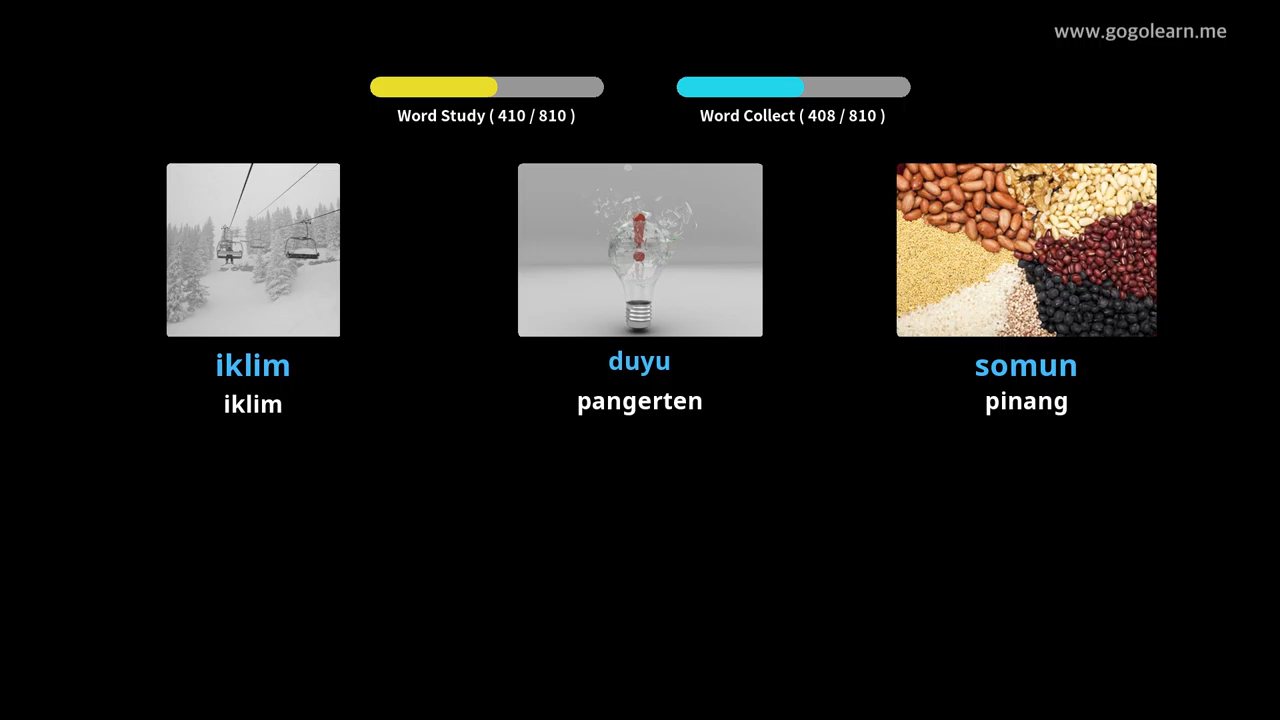 www.gogolearn.me
Word Study ( 410 / 810 )
Word Collect ( 408 / 810 )
iklim
iklim
duyu
pangerten
somun
pinang